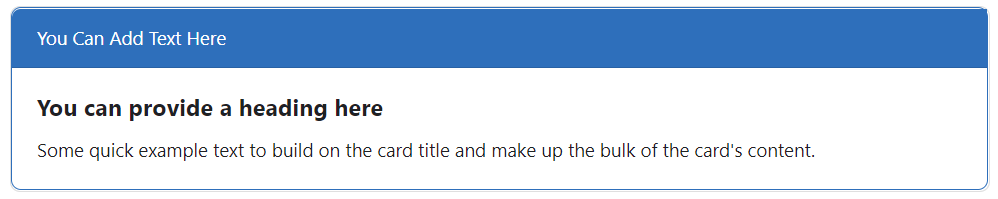 You Can Add Text Here
You can provide a heading here
Some quick example text to build on the card title and make up the bulk of the card's content.